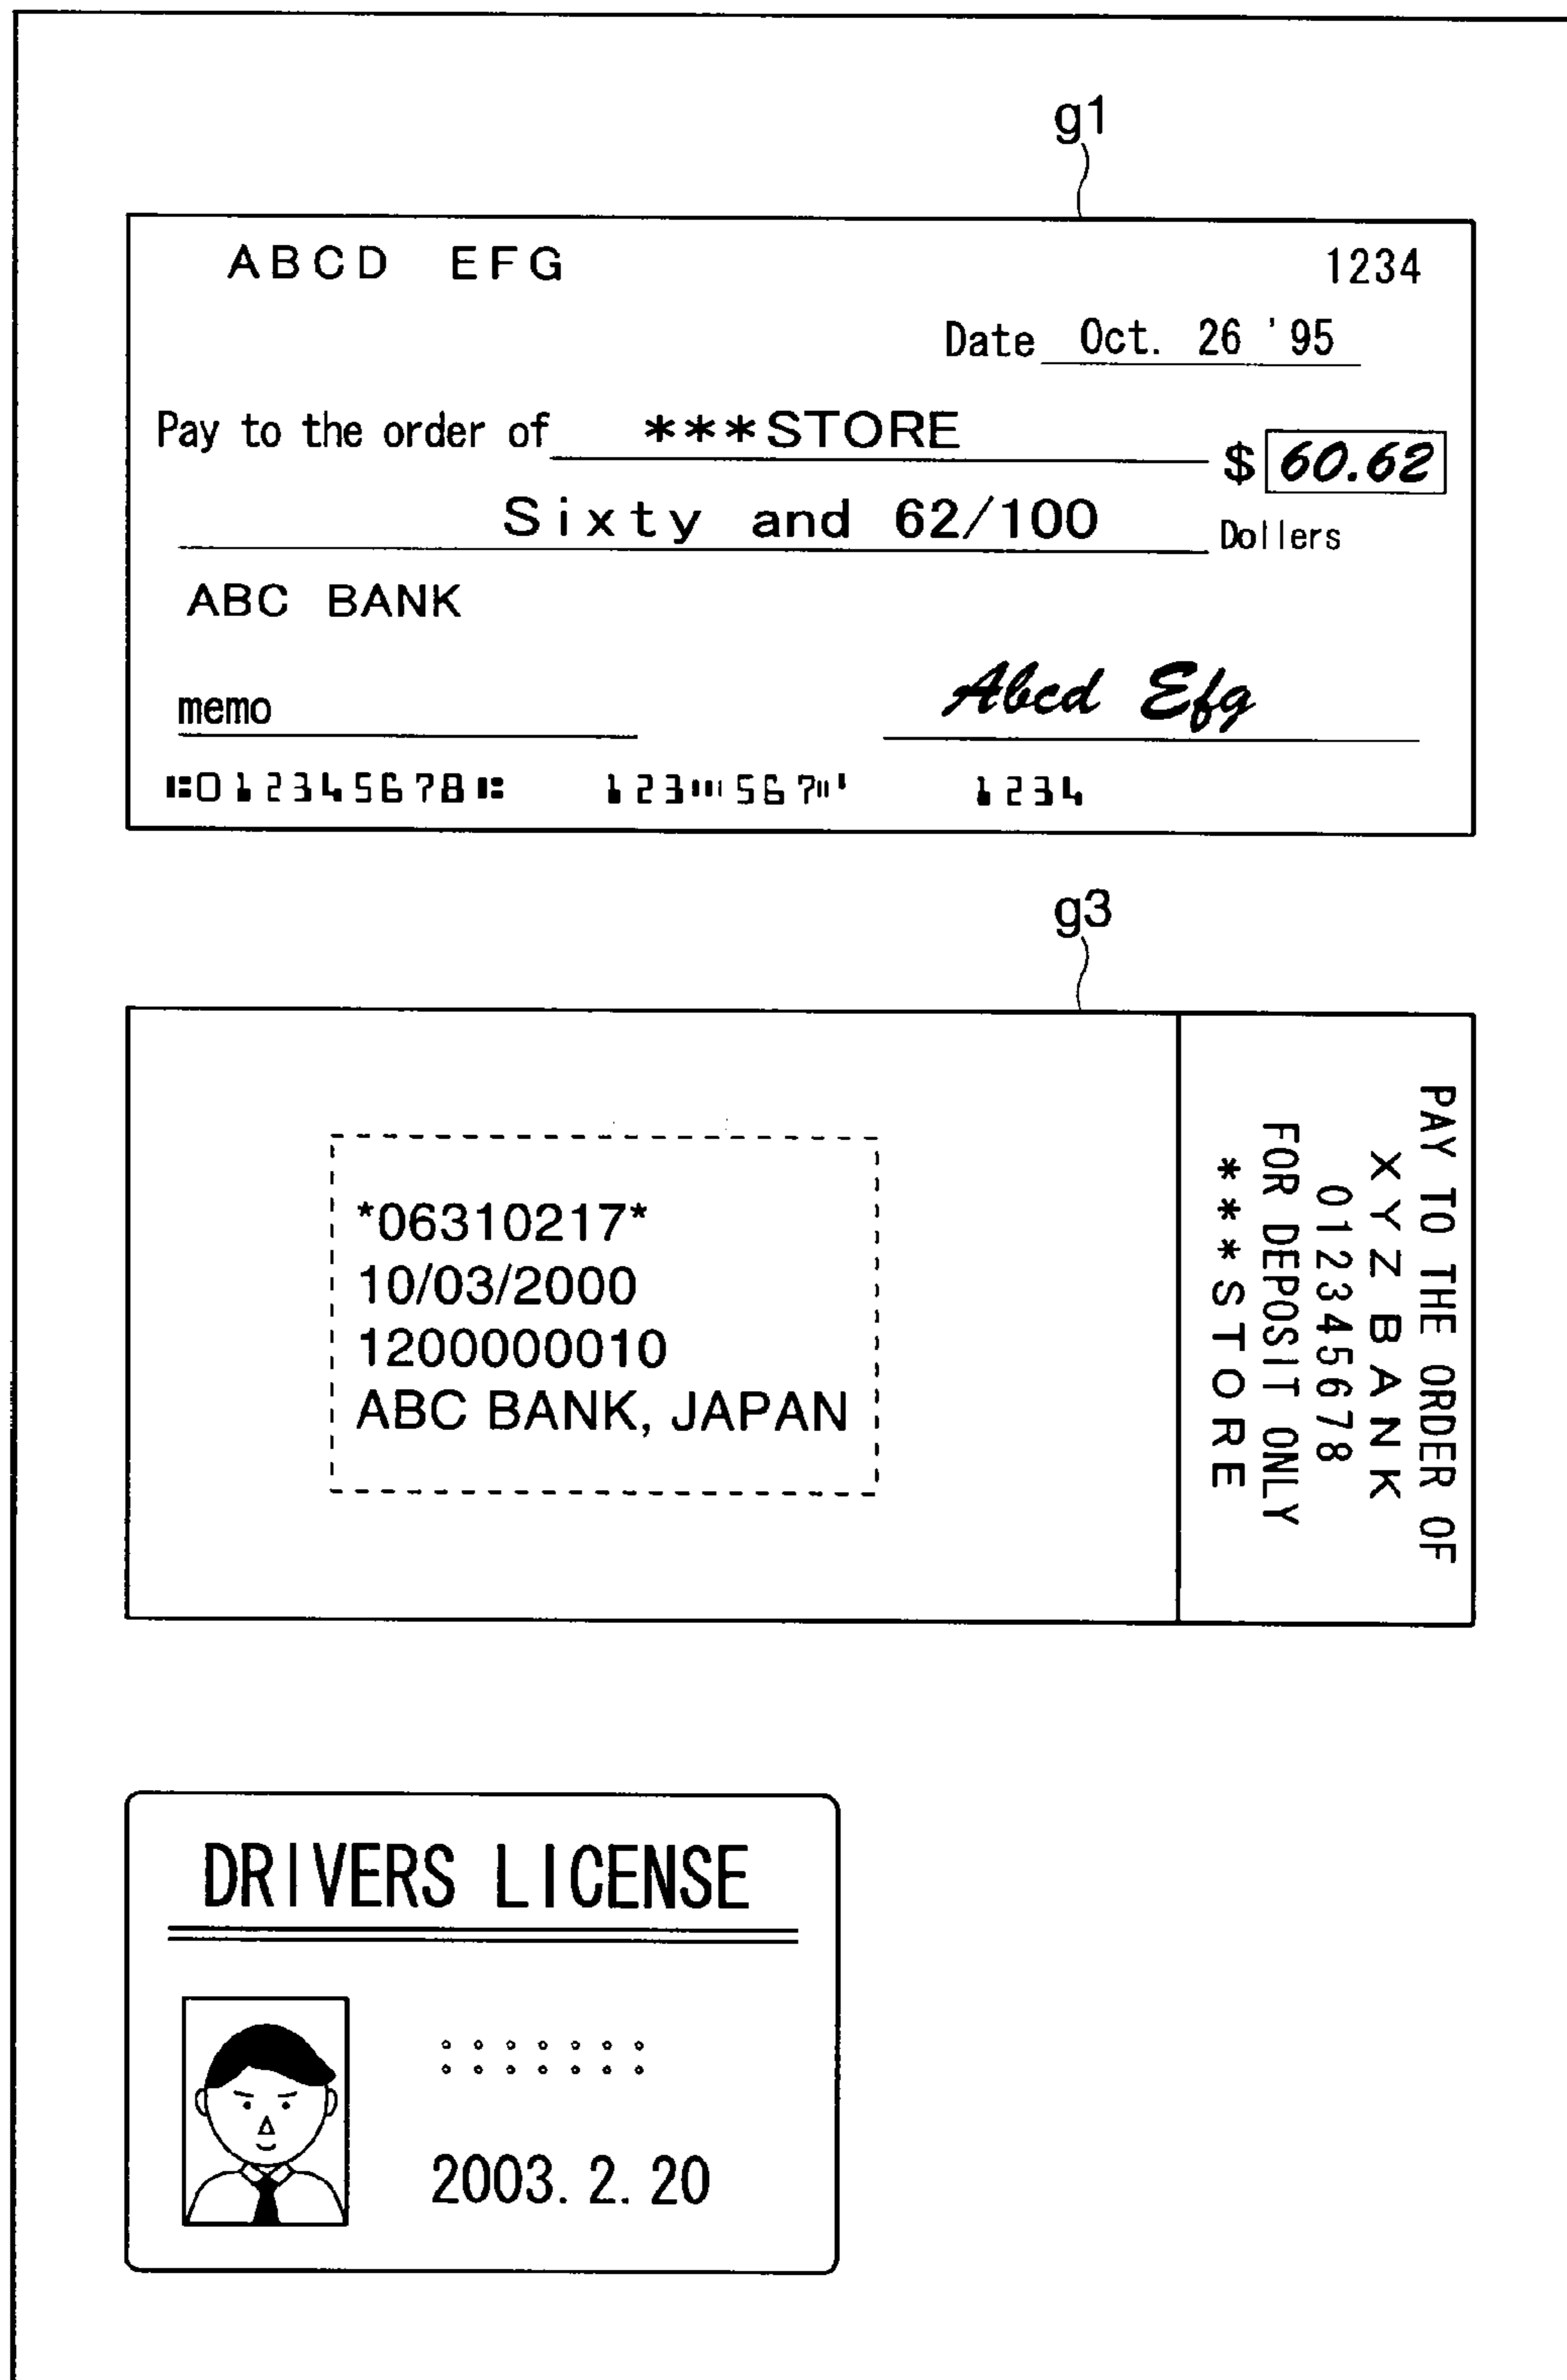 g1
ABCD EFG 1234
Date Oct. 26 '95
Pay to the order of ***STORE
$ 60.62
Sixty and 62/100 Dollers
ABC BANK
memo Abcd Efg
⑆012345678⑆ 123⑉567⑈ 1234
g3
*06310217*
10/03/2000
1200000010
ABC BANK, JAPAN
PAY TO THE ORDER OF
XYZ BANK
012345678
FOR DEPOSIT ONLY
***STORE
DRIVERS LICENSE
2003. 2. 20